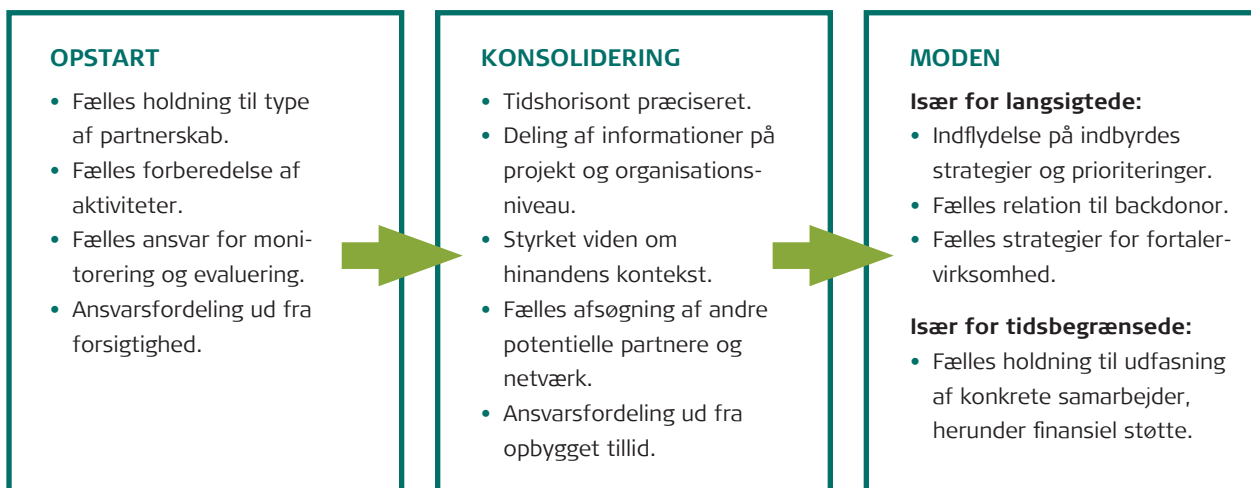 OPSTART
• Fælles holdning til type
af partnerskab.
• Fælles forberedelse af
aktiviteter.
• Fælles ansvar for moni-
torering og evaluering.
• Ansvarsfordeling ud fra
forsigtighed.
KONSOLIDERING
• Tidshorisont præciseret.
• Deling af informationer på
projekt og organisations-
niveau.
• Styrket viden om
hinandens kontekst.
• Fælles afsøgning af andre
potentielle partnere og
netværk.
• Ansvarsfordeling ud fra
opbygget tillid.
MODEN
Især for langsigtede:
• Indflydelse på indbyrdes
strategier og prioriteringer.
• Fælles relation til backdonor.
• Fælles strategier for fortaler-
virksomhed.
Især for tidsbegrænsede:
• Fælles holdning til udfasning
af konkrete samarbejder,
herunder finansiel støtte.